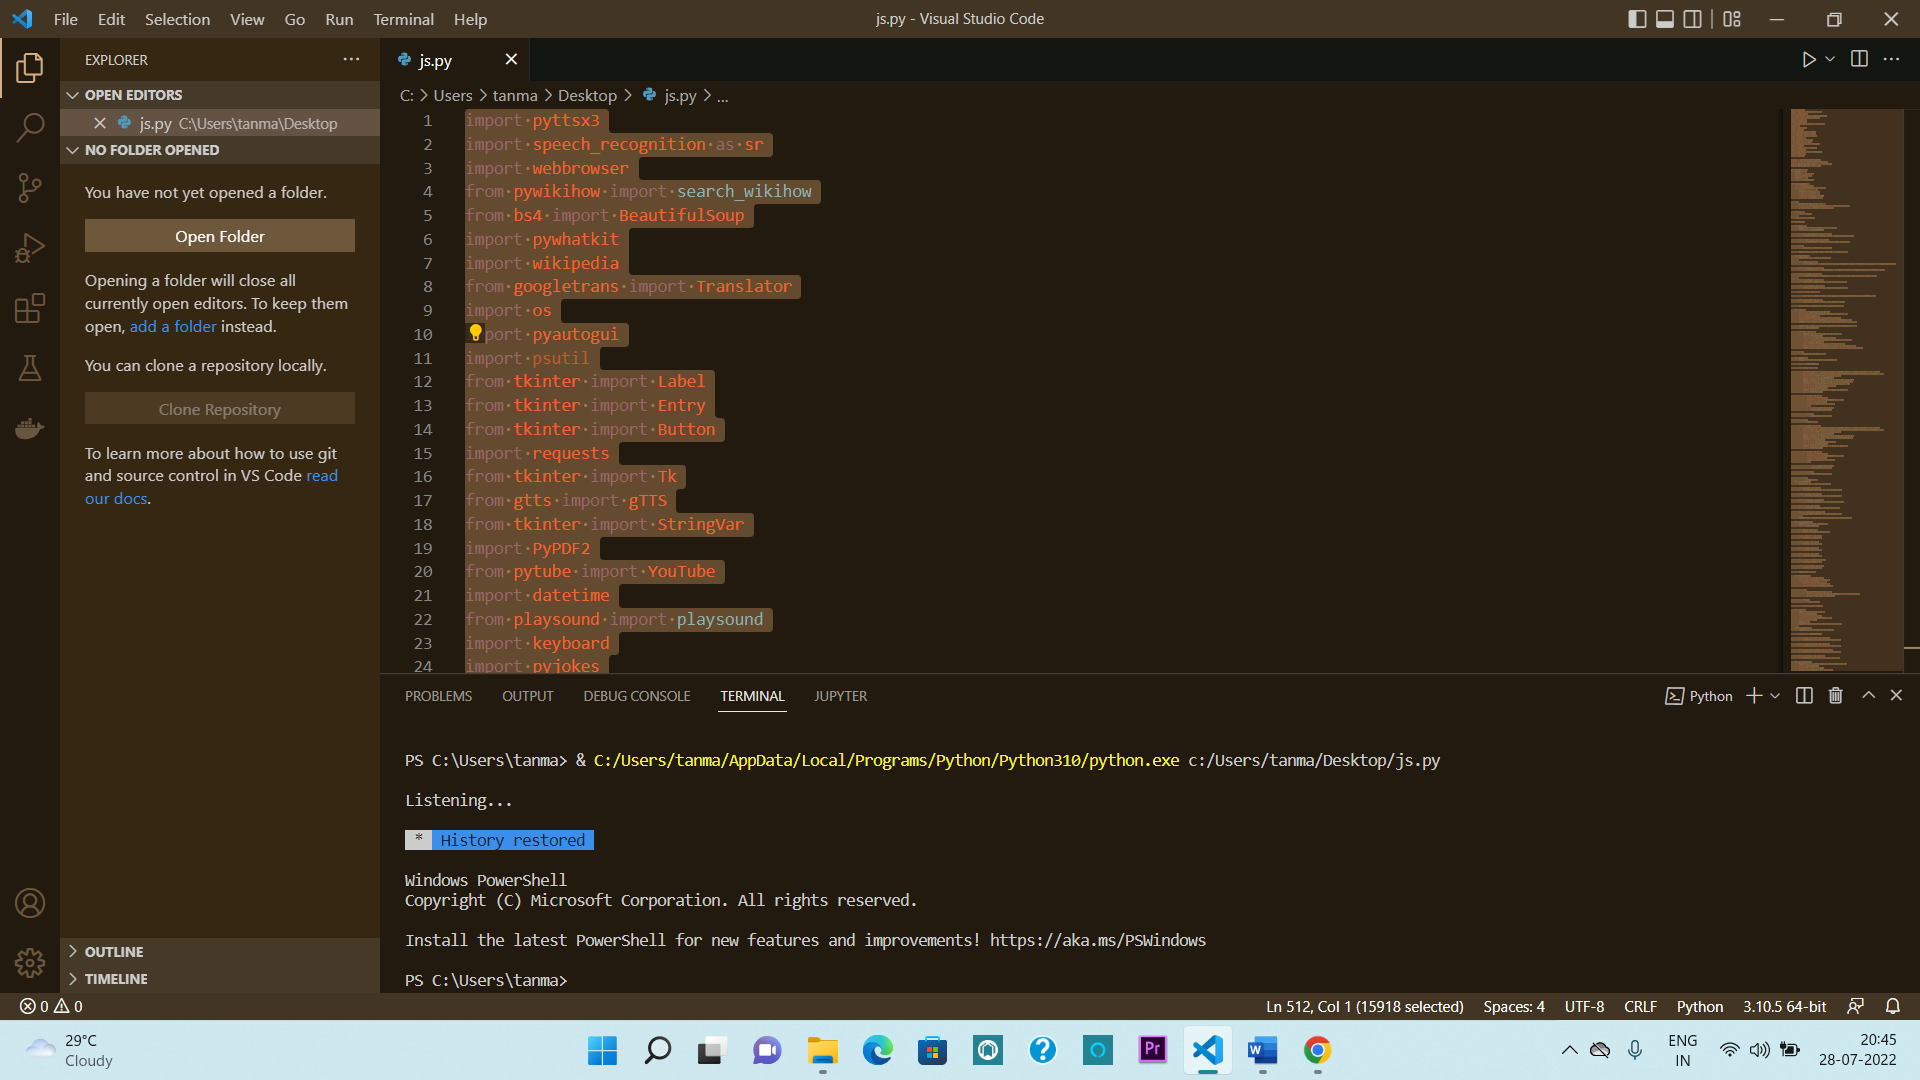 File Edit Selection View Go Run Terminal Help
js.py - Visual Studio Code
EXPLORER
OPEN EDITORS
js.py C:\Users\tanma\Desktop
NO FOLDER OPENED
You have not yet opened a folder.
Open Folder
Opening a folder will close all
currently open editors. To keep them
open, add a folder instead.
You can clone a repository locally.
Clone Repository
To learn more about how to use git
and source control in VS Code read
our docs.
OUTLINE
TIMELINE
js.py
C: > Users > tanma > Desktop > js.py > ...
1 import pyttsx3
2 import speech_recognition as sr
3 import webbrowser
4 from pywikihow import search_wikihow
5 from bs4 import BeautifulSoup
6 import pywhatkit
7 import wikipedia
8 from googletrans import Translator
9 import os
10 port pyautogui
11 import psutil
12 from tkinter import Label
13 from tkinter import Entry
14 from tkinter import Button
15 import requests
16 from tkinter import Tk
17 from gtts import gTTS
18 from tkinter import StringVar
19 import PyPDF2
20 from pytube import YouTube
21 import datetime
22 from playsound import playsound
23 import keyboard
24 import pyjokes
PROBLEMS OUTPUT DEBUG CONSOLE TERMINAL JUPYTER
Python
PS C:\Users\tanma> & C:/Users/tanma/AppData/Local/Programs/Python/Python310/python.exe c:/Users/tanma/Desktop/js.py
Listening...
* History restored
Windows PowerShell
Copyright (C) Microsoft Corporation. All rights reserved.
Install the latest PowerShell for new features and improvements! https://aka.ms/PSWindows
PS C:\Users\tanma>
0 0
Ln 512, Col 1 (15918 selected) Spaces: 4 UTF-8 CRLF Python 3.10.5 64-bit
29°C
Cloudy
Pr
W
ENG
IN
20:45
28-07-2022